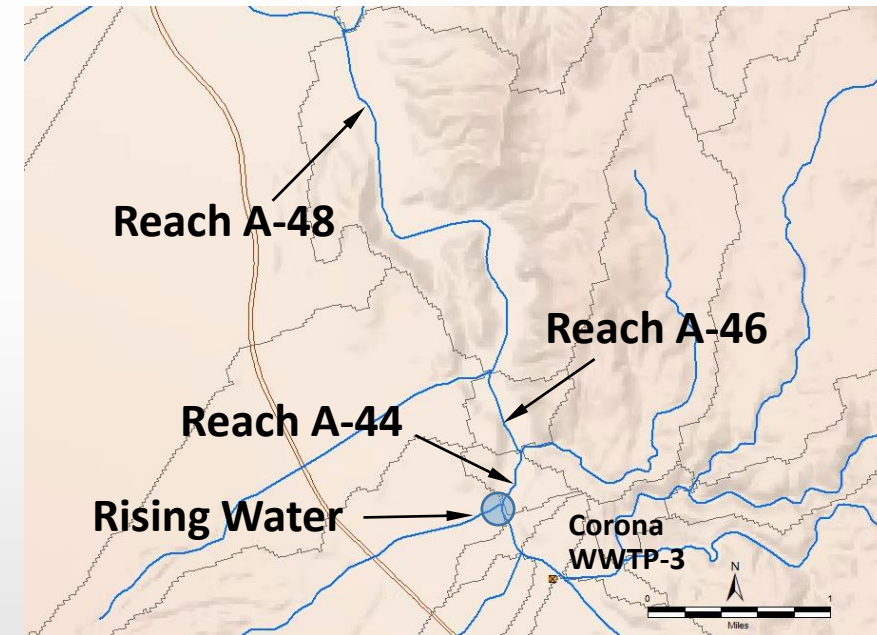 Reach A-48
Reach A-46
Reach A-44
Rising Water
Corona
WWTP-3
N
0 1
Miles